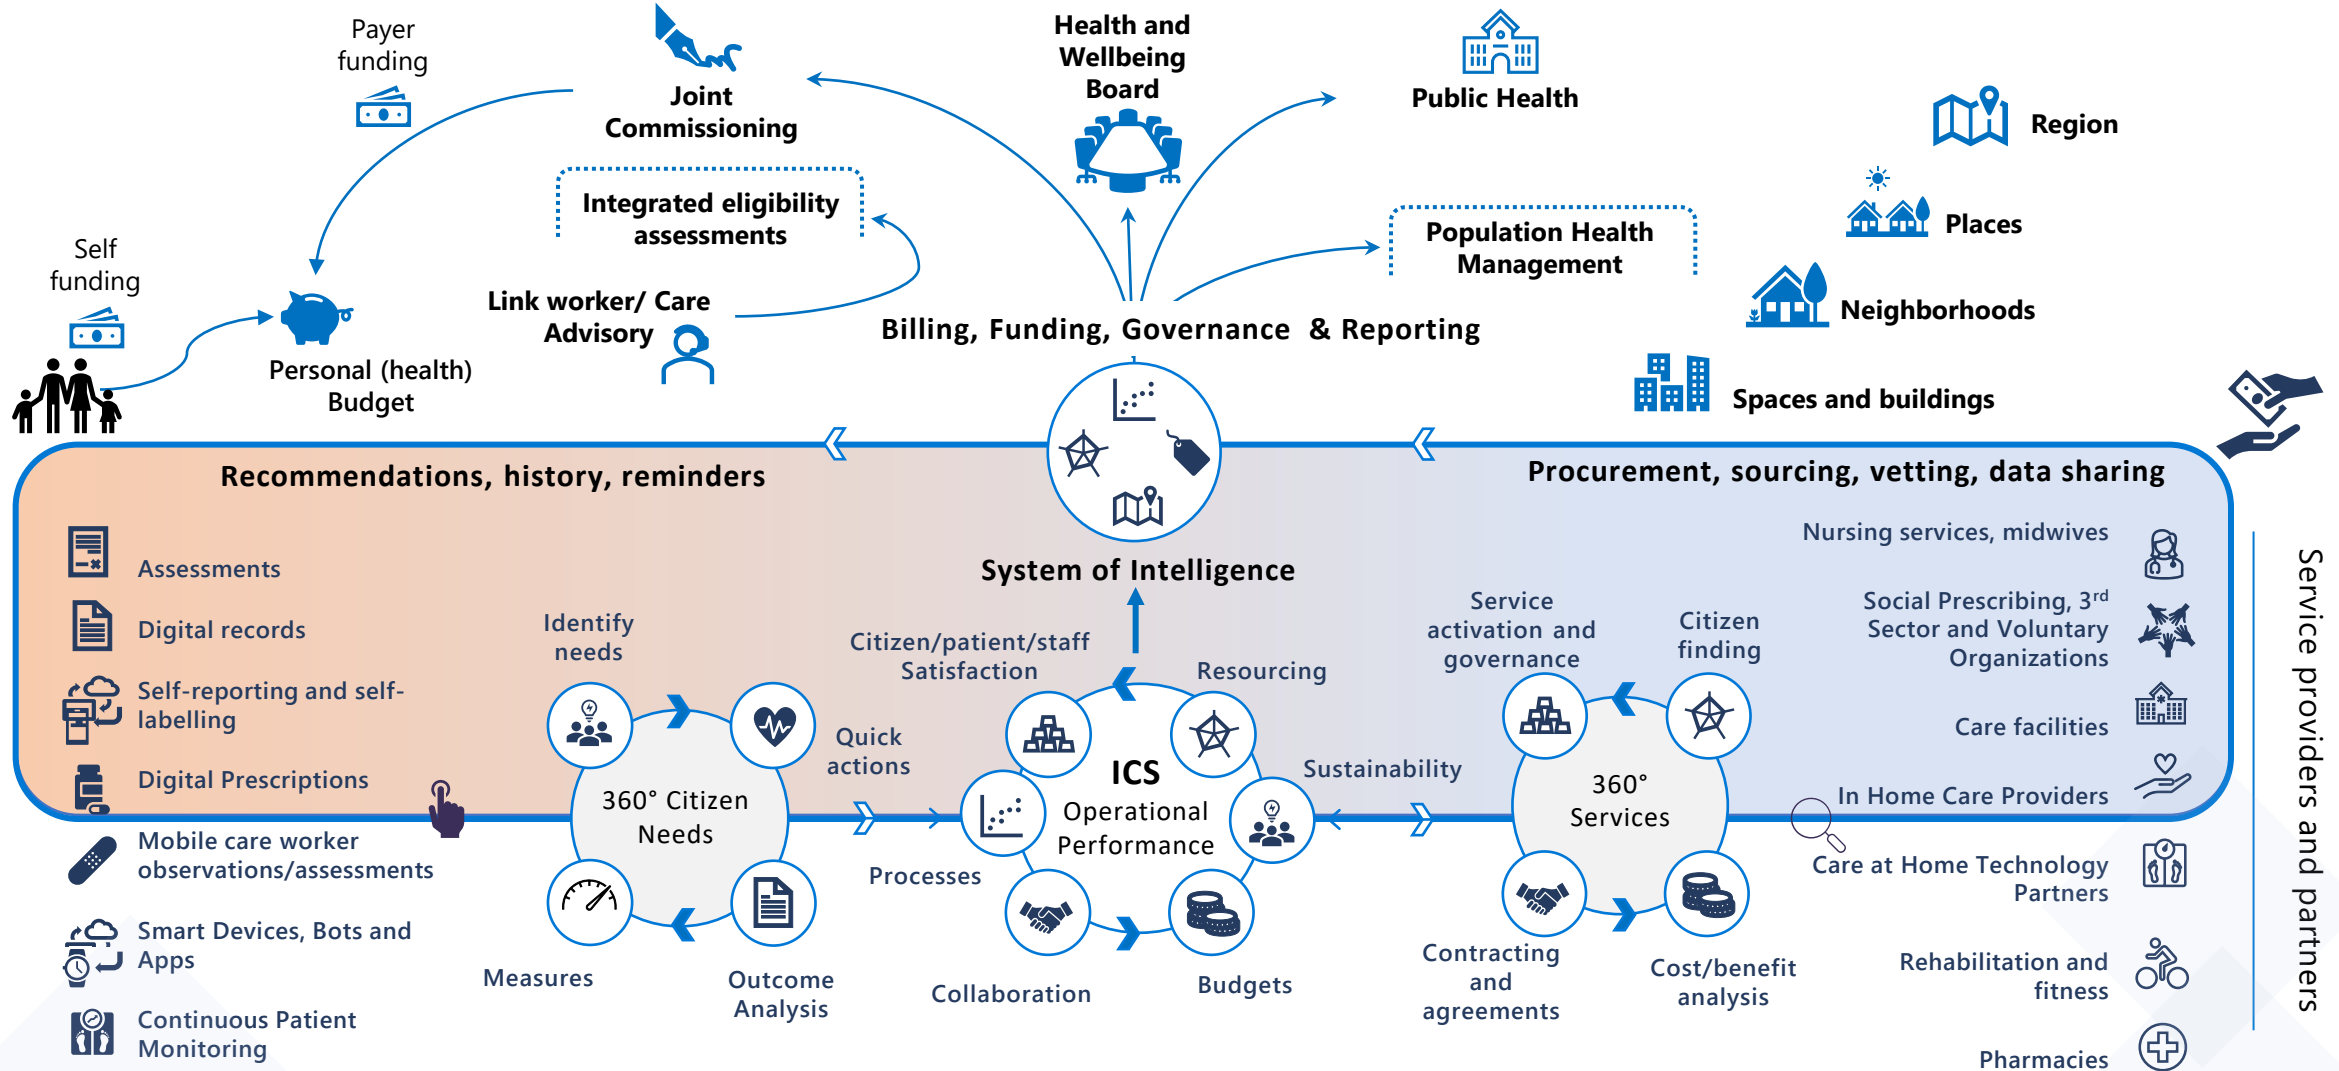 Payer
funding
Joint
Commissioning
Health and
Wellbeing
Board
Public Health
Region
Integrated eligibility
assessments
Population Health
Management
Places
Self
funding
Link worker/ Care
Advisory
Billing, Funding, Governance & Reporting
Neighborhoods
Personal (health)
Budget
Spaces and buildings
Recommendations, history, reminders
Procurement, sourcing, vetting, data sharing
System of Intelligence
Assessments
Digital records
Self-reporting and self-
labelling
Digital Prescriptions
Mobile care worker
observations/assessments
Smart Devices, Bots and
Apps
Continuous Patient
Monitoring
Identify
needs
Quick
actions
360° Citizen
Needs
Measures
Outcome
Analysis
Citizen/patient/staff
Satisfaction
Resourcing
ICS
Operational
Performance
Processes
Collaboration
Budgets
Sustainability
Service
activation and
governance
Citizen
finding
360°
Services
Contracting
and
agreements
Cost/benefit
analysis
Nursing services, midwives
Social Prescribing, 3rd
Sector and Voluntary
Organizations
Care facilities
In Home Care Providers
Care at Home Technology
Partners
Rehabilitation and
fitness
Pharmacies
Service providers and partners